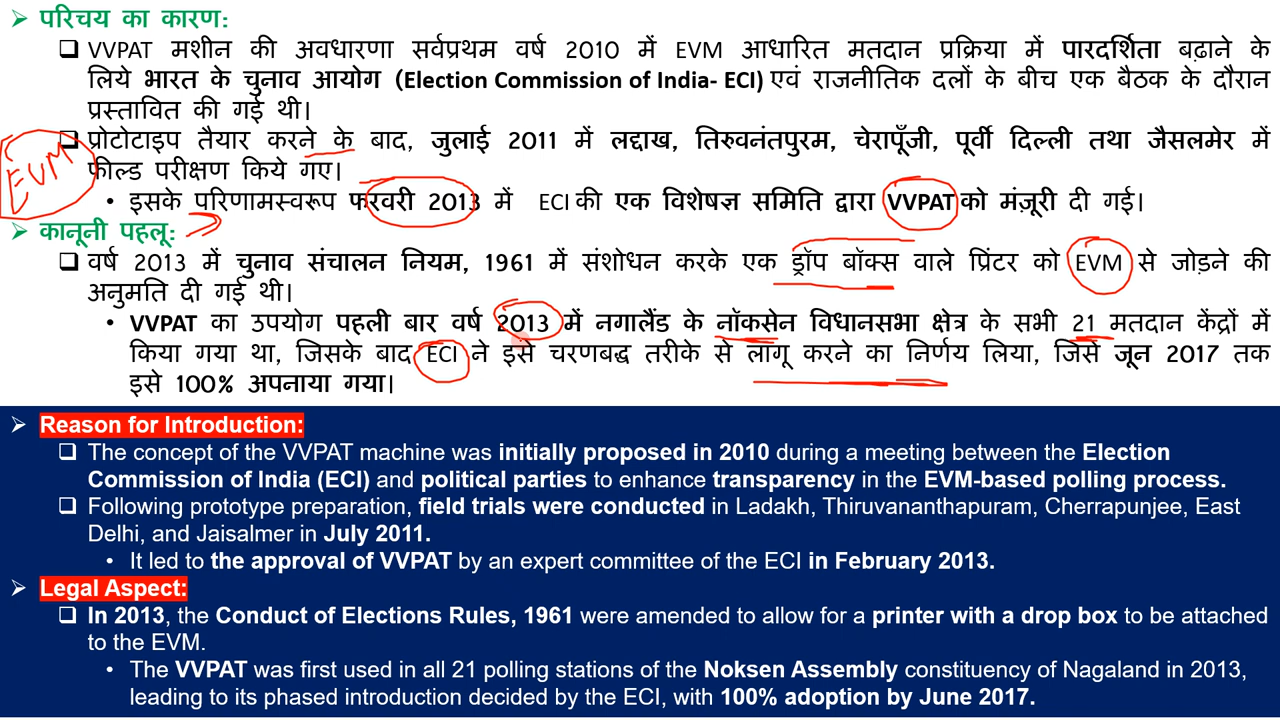 ➢ परिचय का कारण:
❑ VVPAT मशीन की अवधारणा सर्वप्रथम वर्ष 2010 में EVM आधारित मतदान प्रक्रिया में पारदर्शिता बढ़ाने के
लिये भारत के चुनाव आयोग (Election Commission of India- ECI) एवं राजनीतिक दलों के बीच एक बैठक के दौरान
प्रस्तावित की गई थी।
❑ प्रोटोटाइप तैयार करने के बाद, जुलाई 2011 में लद्दाख, तिरुवनंतपुरम, चेरापूँजी, पूर्वी दिल्ली तथा जैसलमेर में
EVM
फील्ड परीक्षण किये गए।
• इसके परिणामस्वरूप फरवरी 2013 में ECI की एक विशेषज्ञ समिति द्वारा VVPAT को मंज़ूरी दी गई।
➢ कानूनी पहलू:
❑ वर्ष 2013 में चुनाव संचालन नियम, 1961 में संशोधन करके एक ड्रॉप बॉक्स वाले प्रिंटर को EVM से जोड़ने की
अनुमति दी गई थी।
• VVPAT का उपयोग पहली बार वर्ष 2013 में नगालैंड के नॉकसेन विधानसभा क्षेत्र के सभी 21 मतदान केंद्रों में
किया गया था, जिसके बाद ECI ने इसे चरणबद्ध तरीके से लागू करने का निर्णय लिया, जिसे जून 2017 तक
इसे 100% अपनाया गया।
➢ Reason for Introduction:
❑ The concept of the VVPAT machine was initially proposed in 2010 during a meeting between the Election
Commission of India (ECI) and political parties to enhance transparency in the EVM-based polling process.
❑ Following prototype preparation, field trials were conducted in Ladakh, Thiruvananthapuram, Cherrapunjee, East
Delhi, and Jaisalmer in July 2011.
• It led to the approval of VVPAT by an expert committee of the ECI in February 2013.
➢ Legal Aspect:
❑ In 2013, the Conduct of Elections Rules, 1961 were amended to allow for a printer with a drop box to be attached
to the EVM.
• The VVPAT was first used in all 21 polling stations of the Noksen Assembly constituency of Nagaland in 2013,
leading to its phased introduction decided by the ECI, with 100% adoption by June 2017.